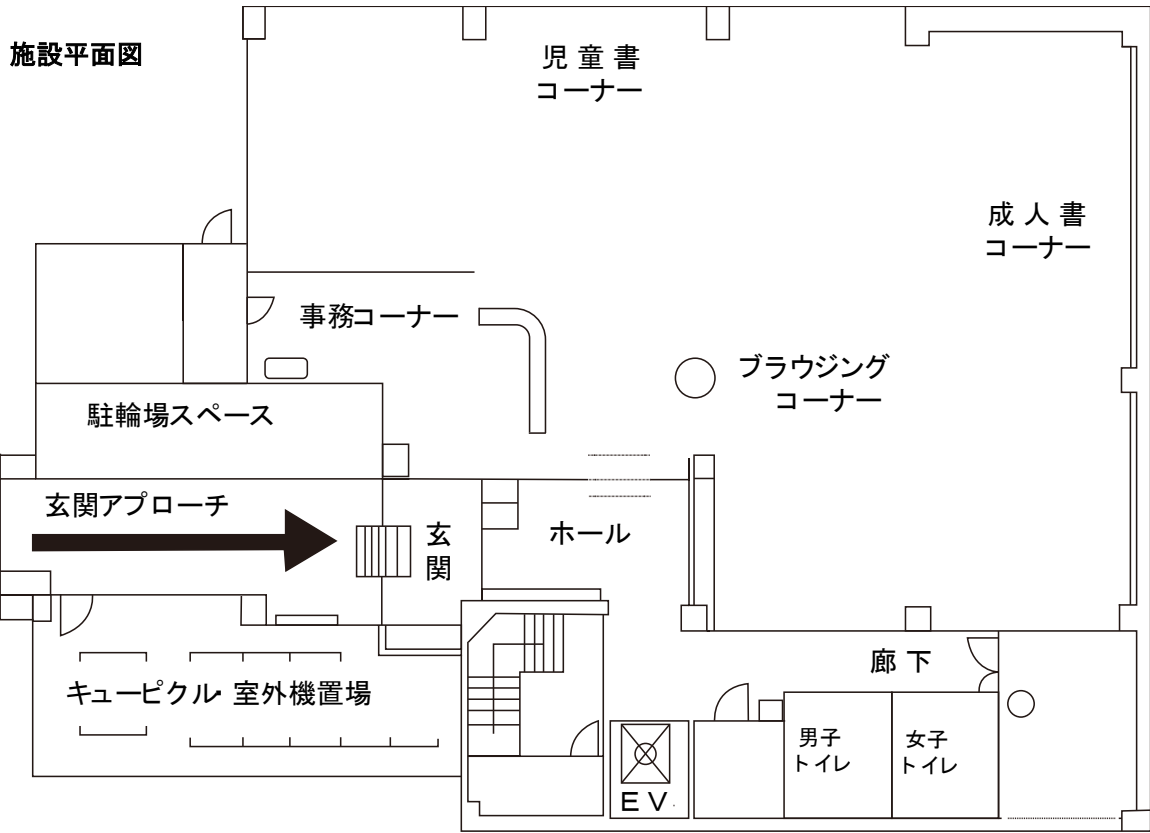 施設平面図
児童書
コーナー
成人書
コーナー
事務コーナー
ブラウジング
コーナー
駐輪場スペース
玄関アプローチ
玄
関
ホール
廊下
キュービクル・室外機置場
男子
トイレ
女子
トイレ
EV